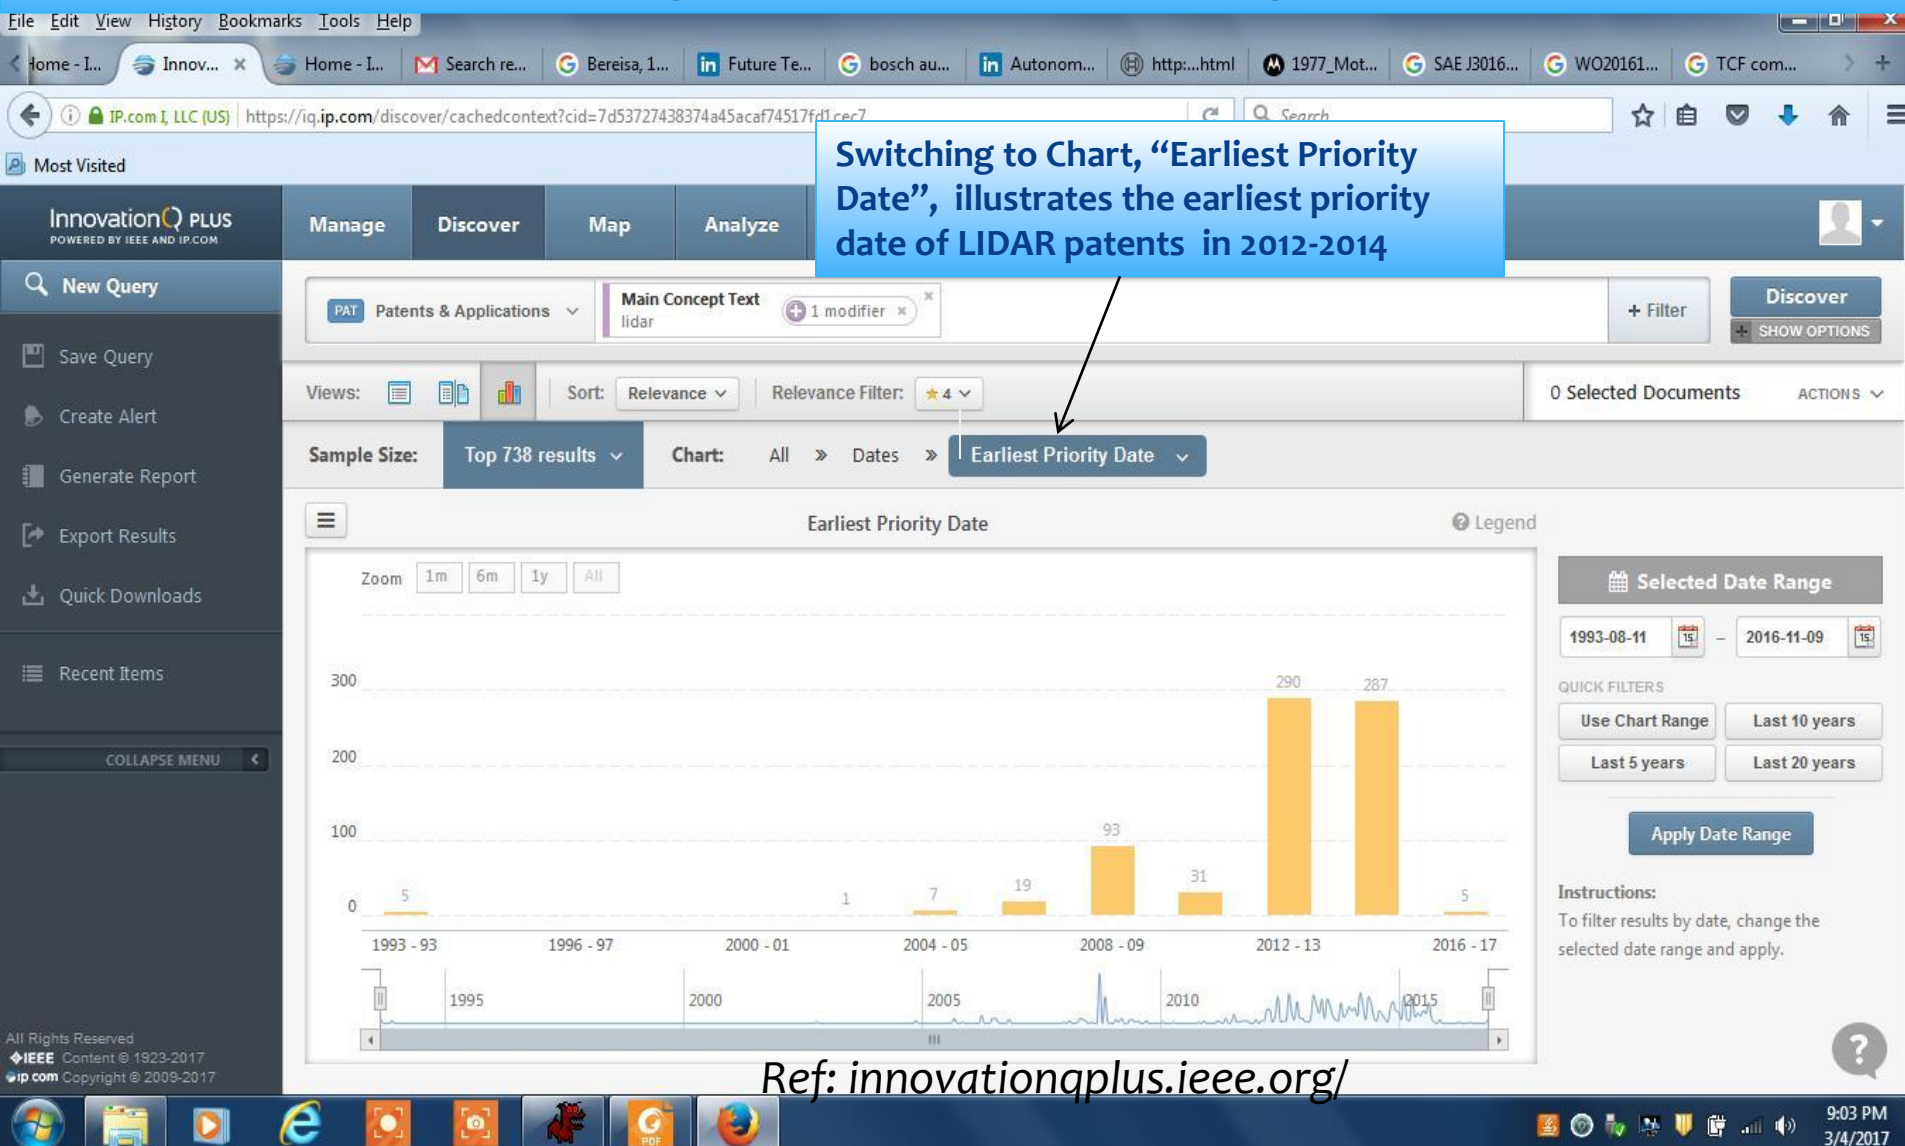 File Edit View History Bookmarks Tools Help
Home - I... Innov... × Home - I... Search re... Bereisa, 1... Future Te... bosch au... Autonom... http:...html 1977_Mot... SAE J3016... WO20161... TCF com...
IP.com I, LLC (US) https://iq.ip.com/discover/cachedcontext?cid=7d53727438374a45acaf74517fd1cec7 Search
Most Visited
Switching to Chart, “Earliest Priority
Date”, illustrates the earliest priority
date of LIDAR patents in 2012-2014
InnovationQ PLUS
POWERED BY IEEE AND IP.COM
Manage Discover Map Analyze
New Query
Save Query
Create Alert
Generate Report
Export Results
Quick Downloads
Recent Items
COLLAPSE MENU
PAT Patents & Applications
Main Concept Text
lidar
1 modifier ×
×
+ Filter
Discover
+ SHOW OPTIONS
Views: Sort: Relevance Relevance Filter: 4
0 Selected Documents ACTIONS
Sample Size: Top 738 results Chart: All » Dates » Earliest Priority Date
Earliest Priority Date
Legend
Zoom 1m 6m 1y All
300
200
100
0
5 1 7 19 93 31 290 287 5
1993 - 93 1996 - 97 2000 - 01 2004 - 05 2008 - 09 2012 - 13 2016 - 17
1995 2000 2005 2010 2015
Selected Date Range
1993-08-11 – 2016-11-09
QUICK FILTERS
Use Chart Range Last 10 years
Last 5 years Last 20 years
Apply Date Range
Instructions:
To filter results by date, change the
selected date range and apply.
All Rights Reserved
IEEE Content © 1923-2017
ip com Copyright © 2009-2017
Ref: innovationqplus.ieee.org/
?
PDF
9:03 PM
3/4/2017